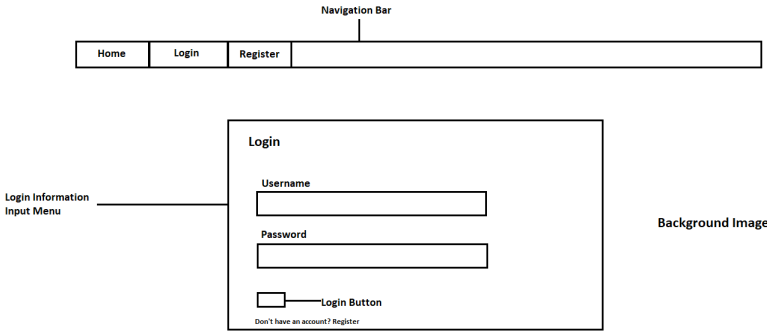 Navigation Bar
Home
Login
Register
Login
Username
Login Information
Input Menu
Background Image
Password
Login Button
Don't have an account? Register